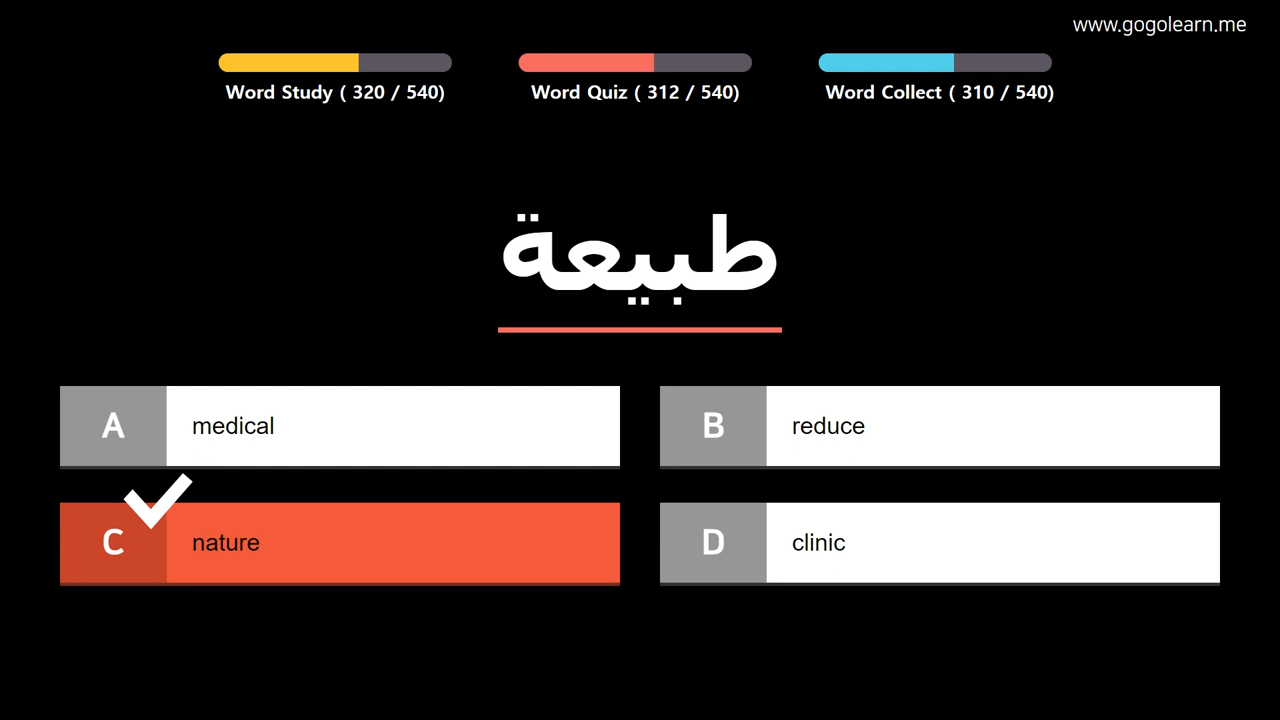 www.gogolearn.me
Word Study ( 320 / 540)
Word Quiz ( 312 / 540)
Word Collect ( 310 / 540)
طبيعة
A medical
B reduce
C nature
D clinic